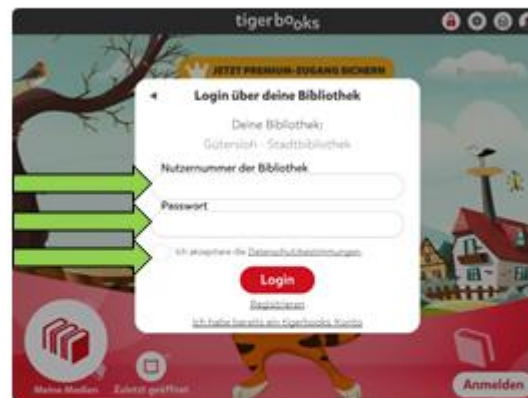 tigerbooks
JETZT PREMIUM-ZUGANG SICHERN
Login über deine Bibliothek
Deine Bibliothek:
Gütersloh - Stadtbibliothek
Nutzernummer der Bibliothek
Passwort
Ich akzeptiere die Datenschutzbestimmungen
Login
Registrieren
Ich habe bereits ein tigerbooks Konto
Meine Medien
Zuletzt geöffnet
Anmelden